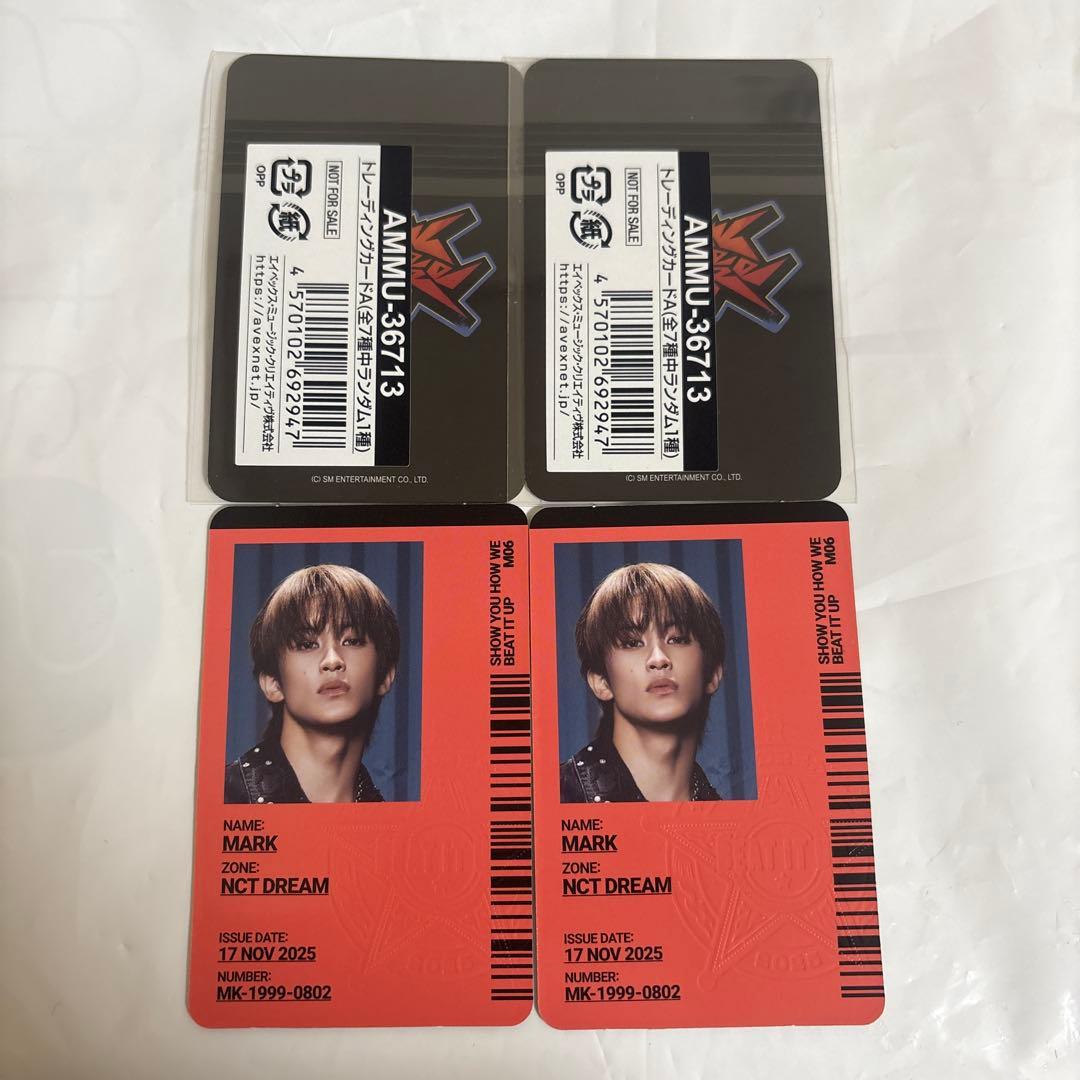 トレーディングカードA(全7種中ランダム1種)
AMMU-36713
NOT FOR SALE
プラ
OPP
紙
4 570102 692947
エイベックス・ミュージック・クリエイティヴ株式会社
https://avexnet.jp/
(C) SM ENTERTAINMENT CO., LTD.
トレーディングカードA(全7種中ランダム1種)
AMMU-36713
NOT FOR SALE
プラ
OPP
紙
4 570102 692947
エイベックス・ミュージック・クリエイティヴ株式会社
https://avexnet.jp/
(C) SM ENTERTAINMENT CO., LTD.
SHOW YOU HOW WE
BEAT IT UP
M06
NAME:
MARK
ZONE:
NCT DREAM
ISSUE DATE:
17 NOV 2025
NUMBER:
MK-1999-0802
SHOW YOU HOW WE
BEAT IT UP
M06
NAME:
MARK
ZONE:
NCT DREAM
ISSUE DATE:
17 NOV 2025
NUMBER:
MK-1999-0802